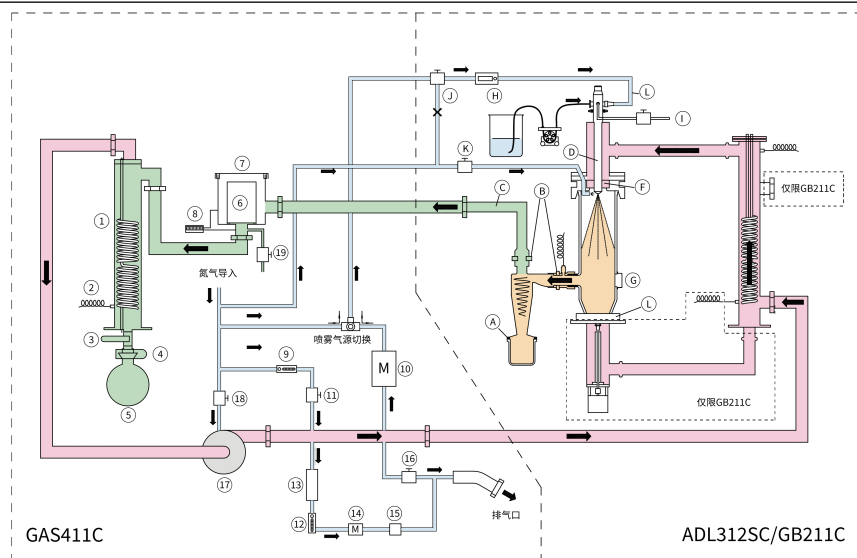 J
H
L
I
K
D
⑦
B
C
F
仅限GB211C
⑥
①
⑧
⑲
G
氮气导入
②
L
A
③
喷雾气源切换
④
⑨
M
⑩
⑤
⑱
⑪
仅限GB211C
⑯
⑰
⑬
⑭
⑮
⑫
M
排气口
GAS411C
ADL312SC/GB211C